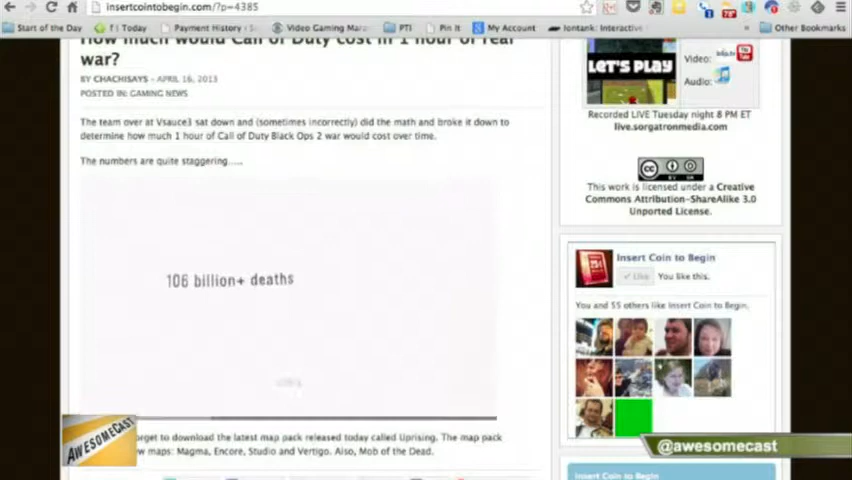 insertcointobegin.com/?p=4385
Start of the Day
Today
Payment History
Video Gaming Mar
PTI
Pin It
My Account
Iontank: Interactive
Other Bookmarks
How much would Call of Duty cost in 1 hour of real
war?
BY CHACHISAYS – APRIL 16, 2013
POSTED IN: GAMING NEWS
The team over at Vsauce3 sat down and (sometimes incorrectly) did the math and broke it down to
determine how much 1 hour of Call of Duty Black Ops 2 war would cost over time.
The numbers are quite staggering.....
106 billion+ deaths
orget to download the latest map pack released today called Uprising. The map pack
w maps: Magma, Encore, Studio and Vertigo. Also, Mob of the Dead.
AWESOMECAST
LET'S PLAY
Video:
You Tube
Audio:
Recorded LIVE Tuesday night 8 PM ET
live.sorgatronmedia.com
cc
This work is licensed under a Creative
Commons Attribution-ShareAlike 3.0
Unported License.
Insert Coin to Begin
Like
You like this.
You and 55 others like Insert Coin to Begin.
@awesomecast
Insert Coin to Begin